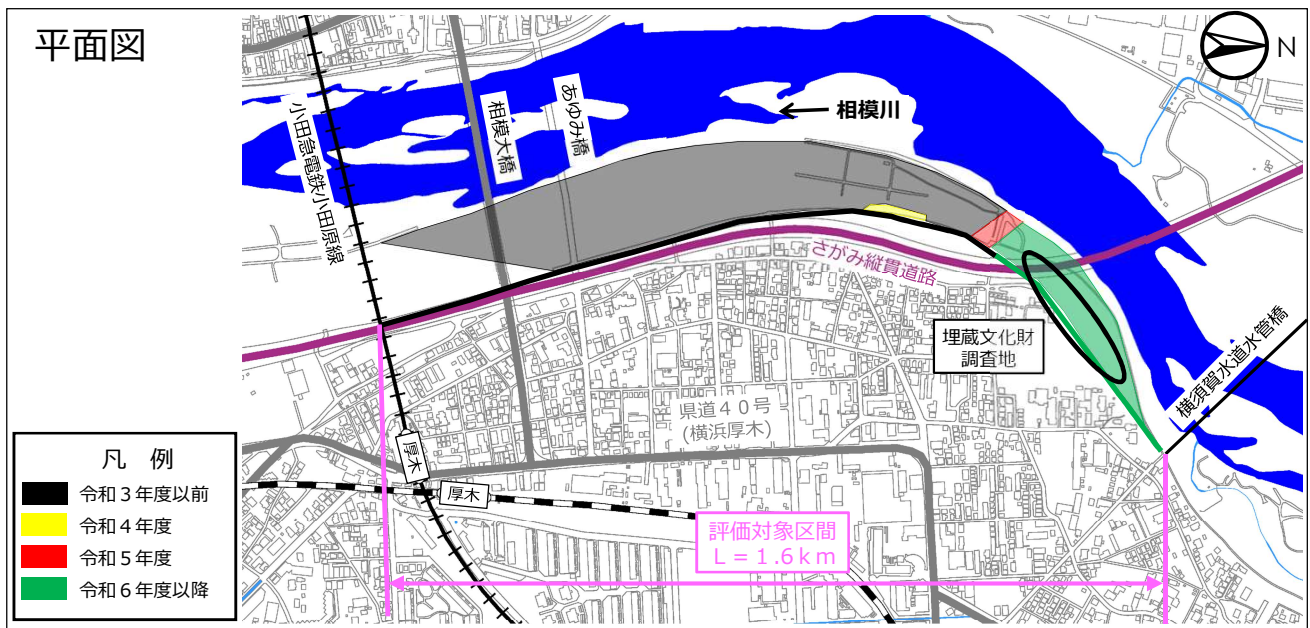 平面図
N
小田急電鉄小田原線
相模大橋
あゆみ橋
相模川
さがみ縦貫道路
埋蔵文化財
調査地
横須賀水道水管橋
県道４０号
(横浜厚木)
厚木
厚木
評価対象区間
Ｌ＝１.６ｋｍ
凡 例
令和３年度以前
令和４年度
令和５年度
令和６年度以降